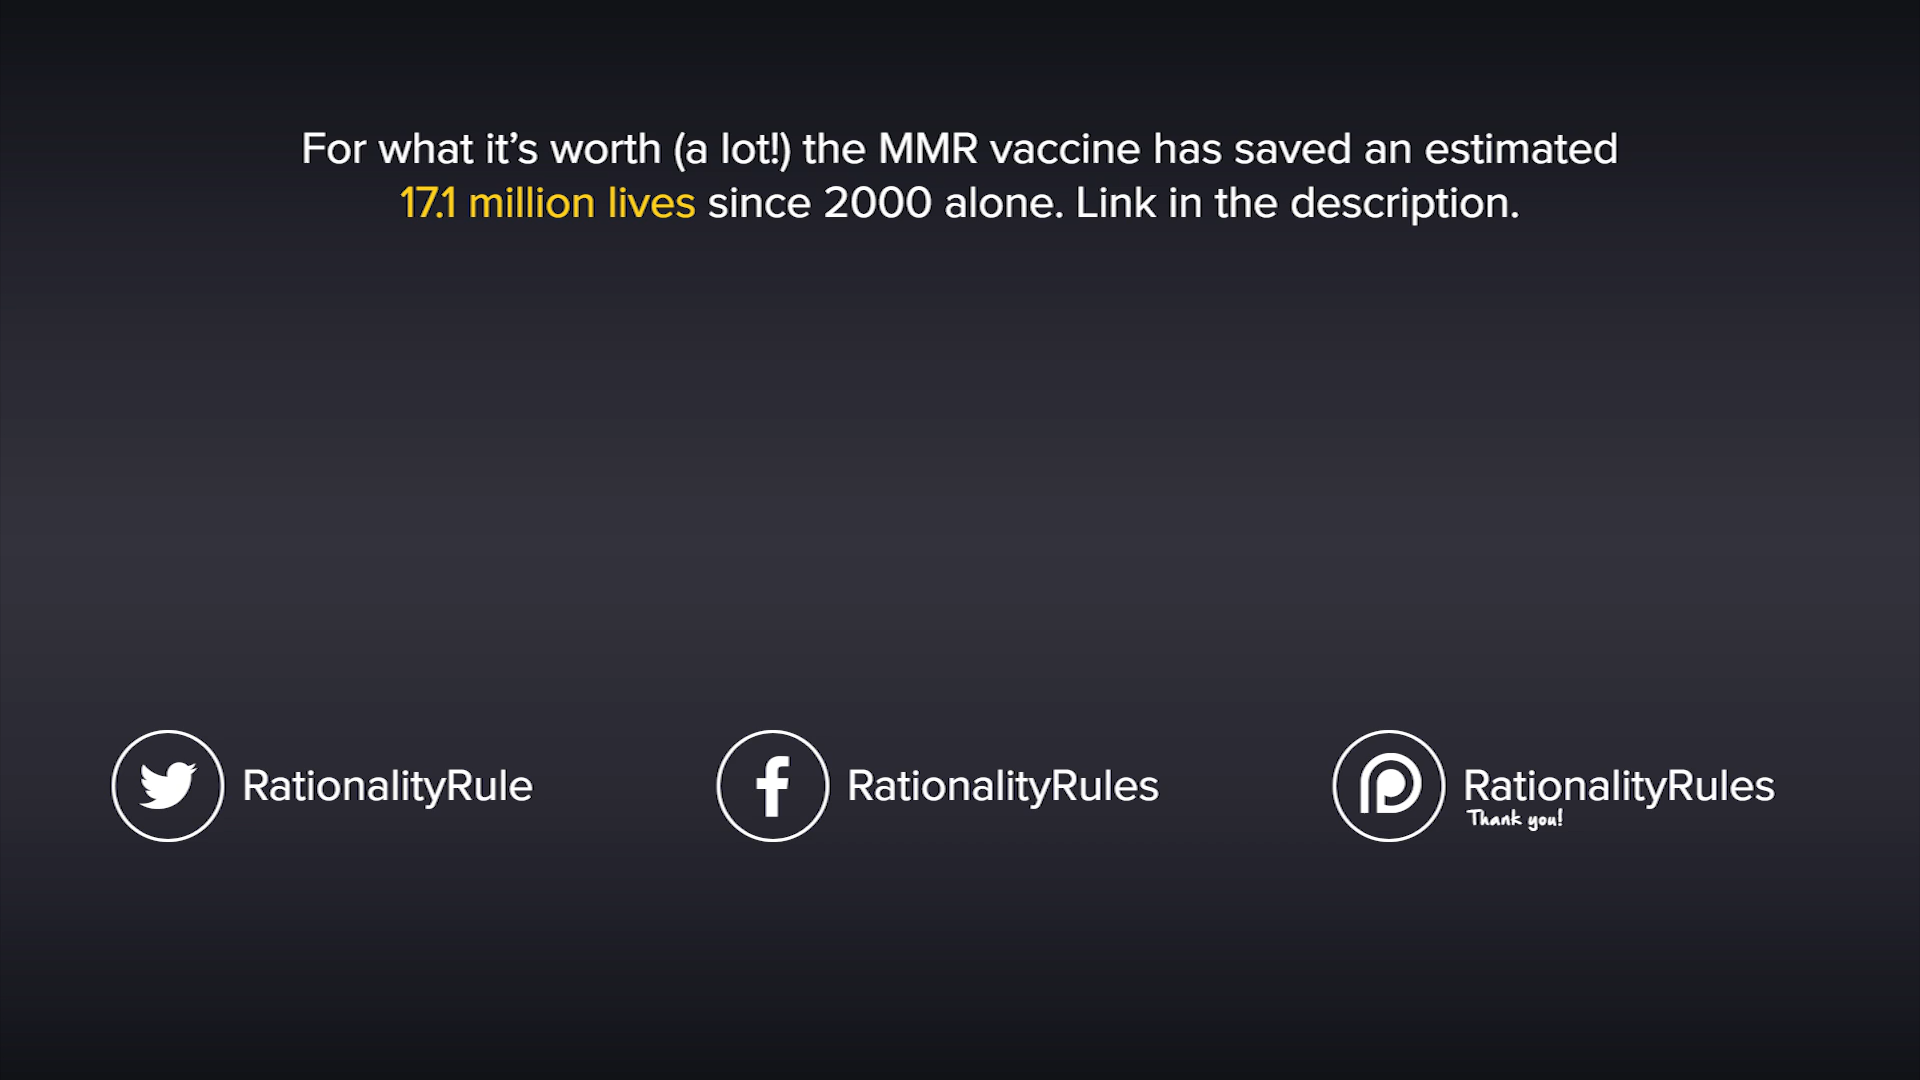 For what it’s worth (a lot!) the MMR vaccine has saved an estimated
17.1 million lives since 2000 alone. Link in the description.
RationalityRule
RationalityRules
RationalityRules
Thank you!